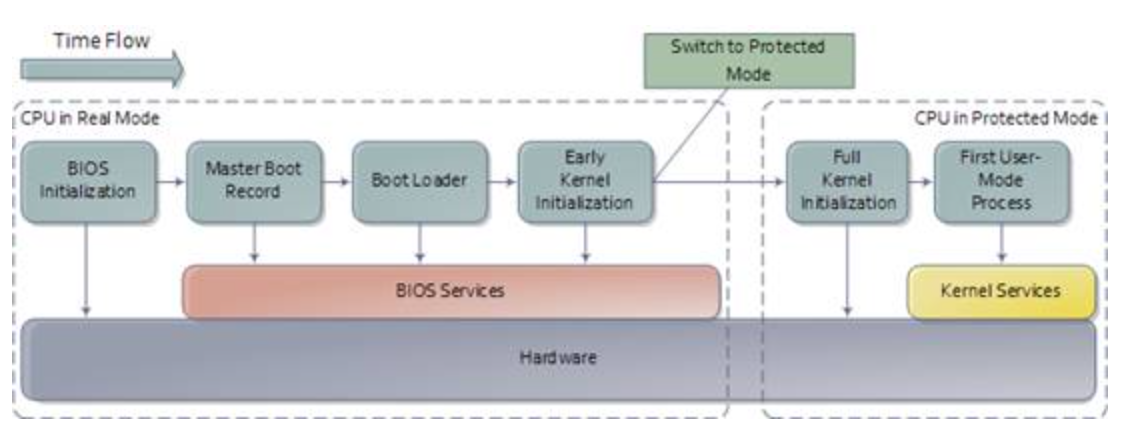 Time Flow
Switch to Protected
Mode
CPU in Real Mode
CPU in Protected Mode
BIOS
Initialization
Master Boot
Record
Boot Loader
Early
Kernel
Initialization
Full
Kernel
Initialization
First User-
Mode
Process
BIOS Services
Kernel Services
Hardware